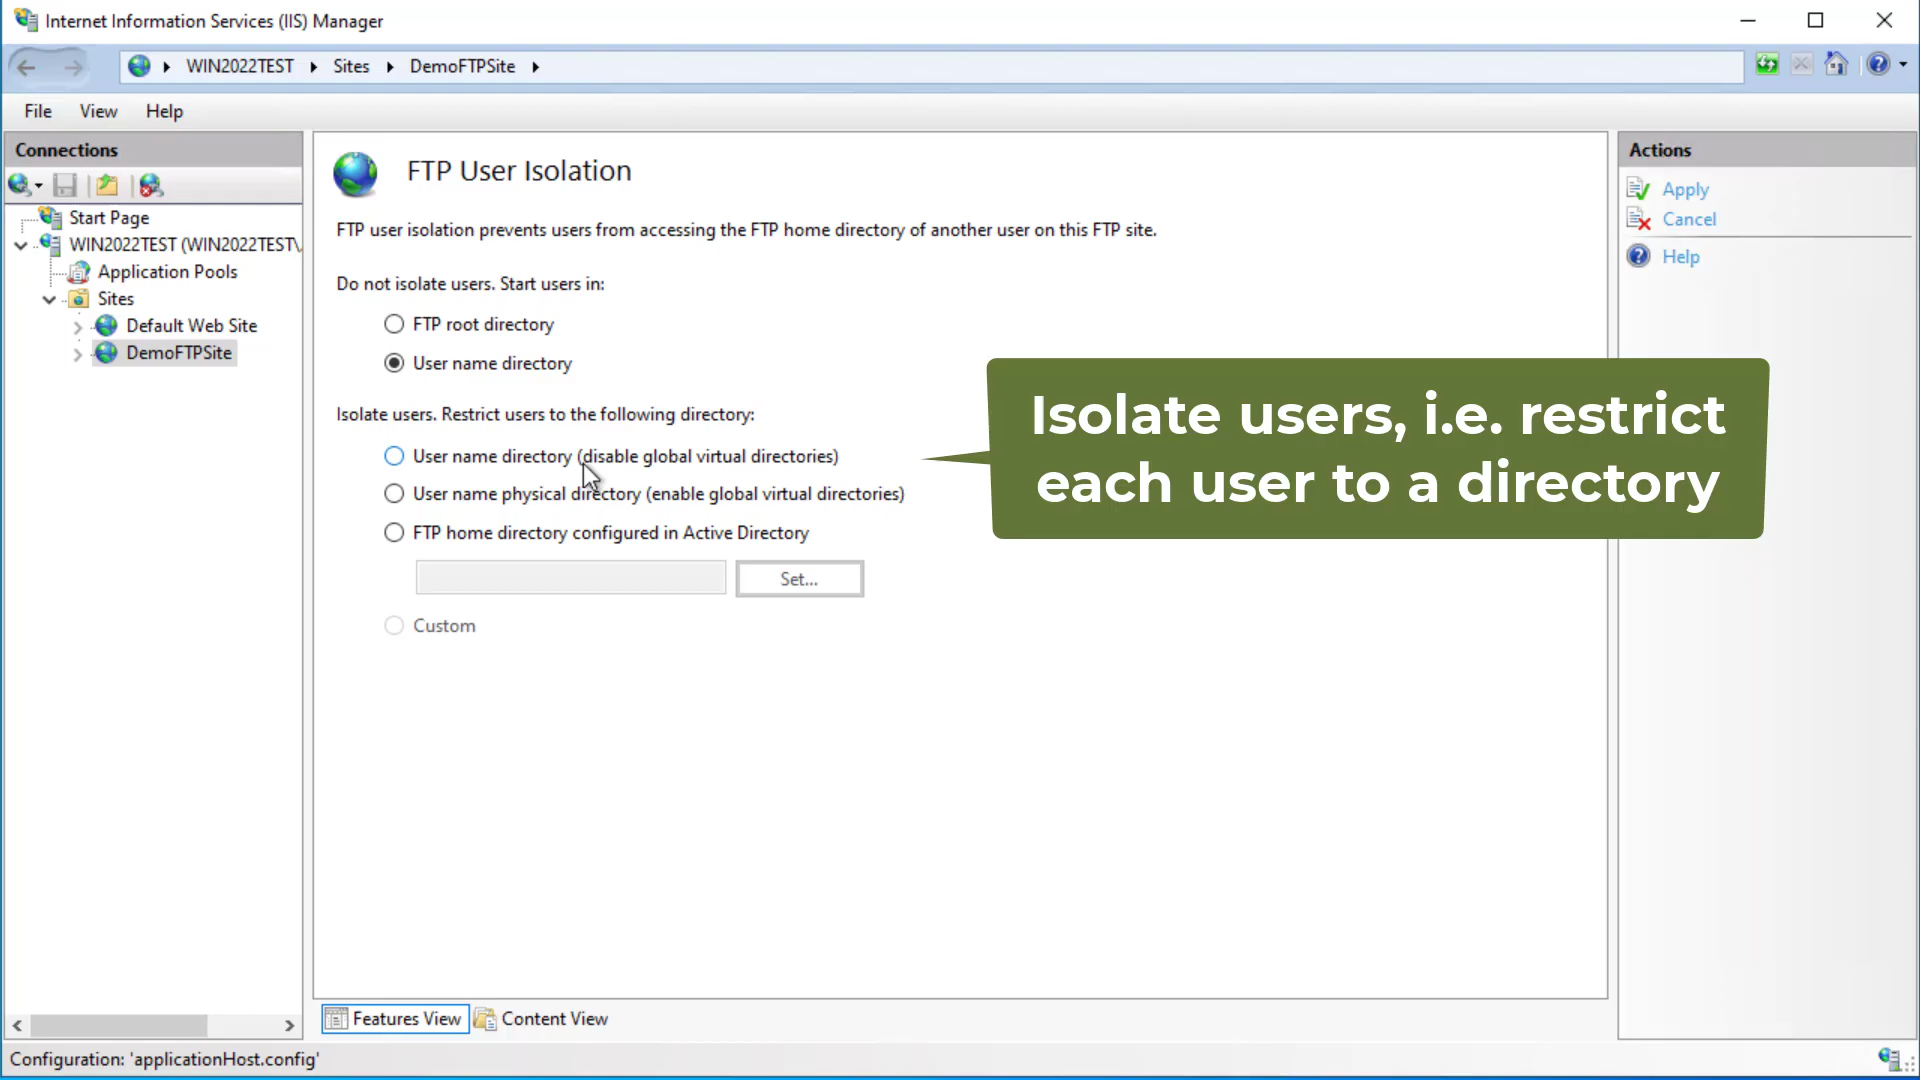 Internet Information Services (IIS) Manager
WIN2022TEST Sites DemoFTPSite
File View Help
Connections
Start Page
WIN2022TEST (WIN2022TEST\
Application Pools
Sites
Default Web Site
DemoFTPSite
FTP User Isolation
FTP user isolation prevents users from accessing the FTP home directory of another user on this FTP site.
Do not isolate users. Start users in:
FTP root directory
User name directory
Isolate users. Restrict users to the following directory:
User name directory (disable global virtual directories)
User name physical directory (enable global virtual directories)
FTP home directory configured in Active Directory
Set...
Custom
Isolate users, i.e. restrict
each user to a directory
Actions
Apply
Cancel
Help
Features View Content View
Configuration: 'applicationHost.config'